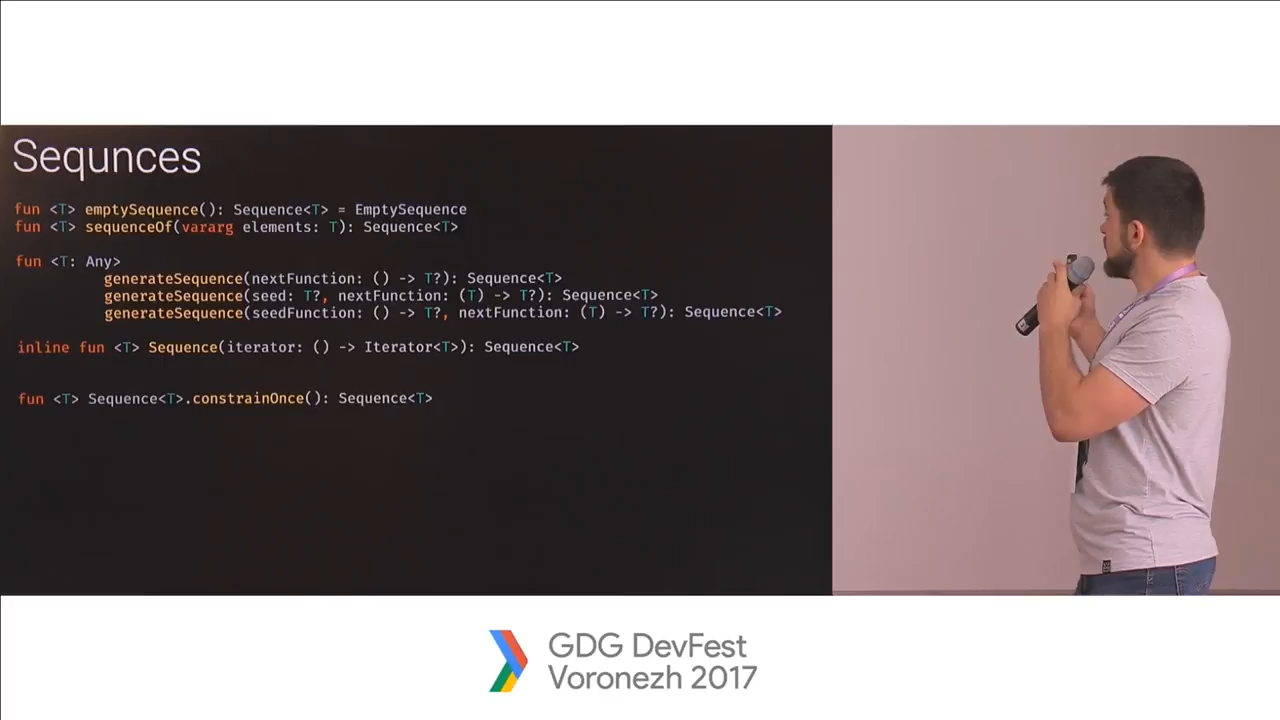 Sequnces
fun <T> emptySequence(): Sequence<T> = EmptySequence
fun <T> sequenceOf(vararg elements: T): Sequence<T>
fun <T: Any>
generateSequence(nextFunction: () -> T?): Sequence<T>
generateSequence(seed: T?, nextFunction: (T) -> T?): Sequence<T>
generateSequence(seedFunction: () -> T?, nextFunction: (T) -> T?): Sequence<T>
inline fun <T> Sequence(iterator: () -> Iterator<T>): Sequence<T>
fun <T> Sequence<T>.constrainOnce(): Sequence<T>
GDG DevFest
Voronezh 2017